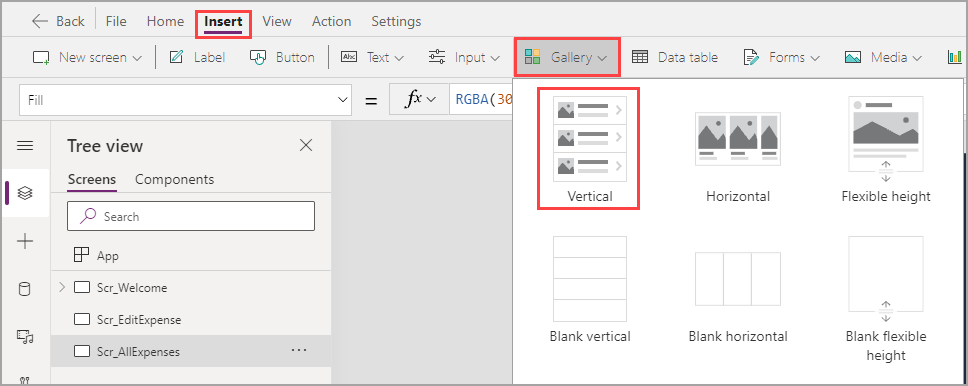 Back File Home Insert View Action Settings
New screen Label Button Text Input Gallery Data table Forms Media
Fill = fx RGBA(30
Tree view
Screens Components
Search
App
Scr_Welcome
Scr_EditExpense
Scr_AllExpenses ...
Vertical Horizontal Flexible height
Blank vertical Blank horizontal Blank flexible
height